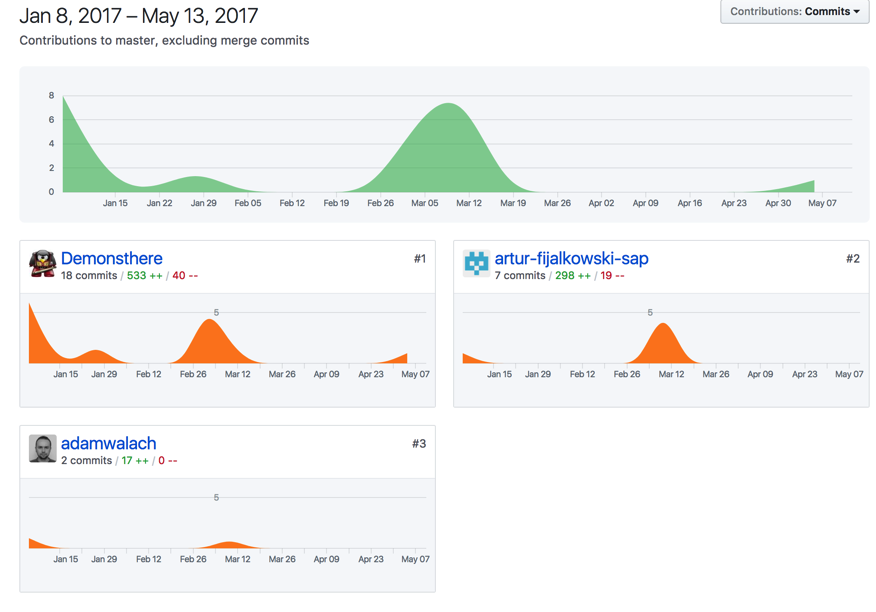 Jan 8, 2017 – May 13, 2017
Contributions: Commits
Contributions to master, excluding merge commits
8
6
4
2
0
Jan 15 Jan 22 Jan 29 Feb 05 Feb 12 Feb 19 Feb 26 Mar 05 Mar 12 Mar 19 Mar 26 Apr 02 Apr 09 Apr 16 Apr 23 Apr 30 May 07
Demonsthere #1
18 commits / 533 ++ / 40 --
5
Jan 15 Jan 29 Feb 12 Feb 26 Mar 12 Mar 26 Apr 09 Apr 23 May 07
artur-fijalkowski-sap #2
7 commits / 298 ++ / 19 --
5
Jan 15 Jan 29 Feb 12 Feb 26 Mar 12 Mar 26 Apr 09 Apr 23 May 07
adamwalach #3
2 commits / 17 ++ / 0 --
5
Jan 15 Jan 29 Feb 12 Feb 26 Mar 12 Mar 26 Apr 09 Apr 23 May 07